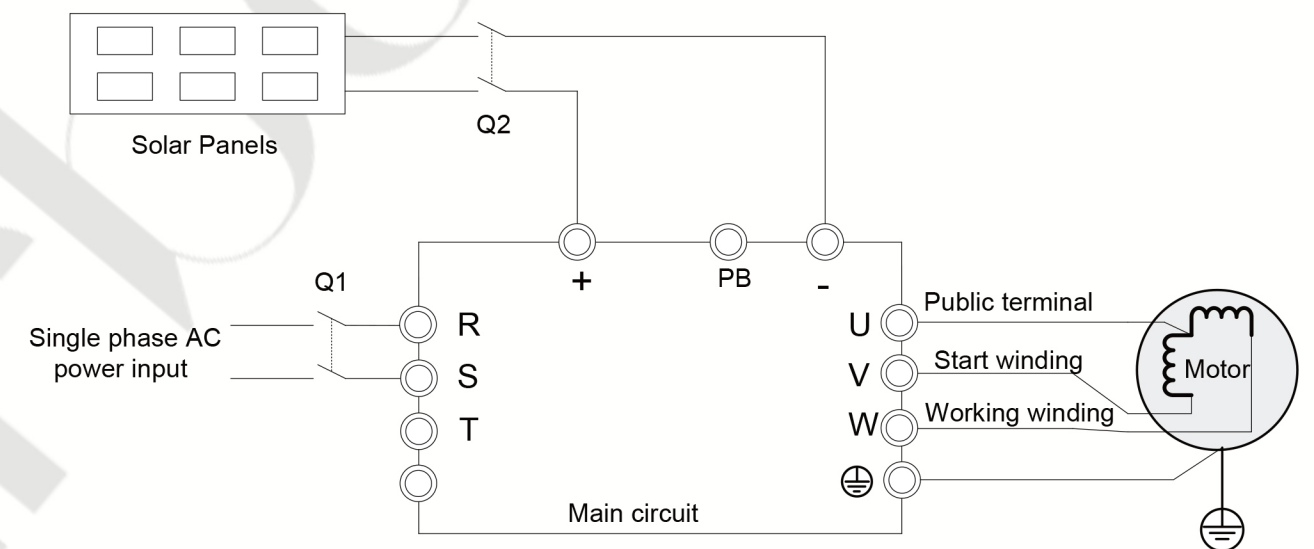 Solar Panels
Q2
+
PB
-
Q1
Single phase AC
power input
R
S
T
U
V
W
Public terminal
Start winding
Working winding
Motor
Main circuit